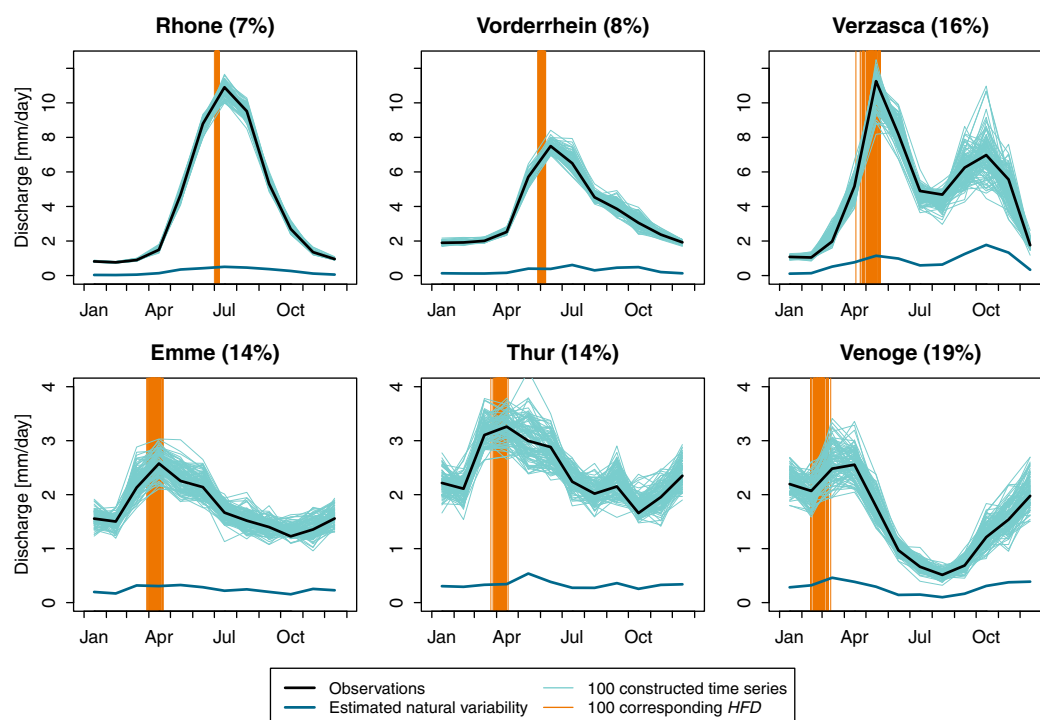 Rhone (7%)
Vorderrhein (8%)
Verzasca (16%)
Discharge [mm/day]
0
2
4
6
8
10
Jan
Apr
Jul
Oct
0
2
4
6
8
10
Jan
Apr
Jul
Oct
0
2
4
6
8
10
Jan
Apr
Jul
Oct
Emme (14%)
Thur (14%)
Venoge (19%)
Discharge [mm/day]
0
1
2
3
4
Jan
Apr
Jul
Oct
0
1
2
3
4
Jan
Apr
Jul
Oct
0
1
2
3
4
Jan
Apr
Jul
Oct
Observations
Estimated natural variability
100 constructed time series
100 corresponding HFD